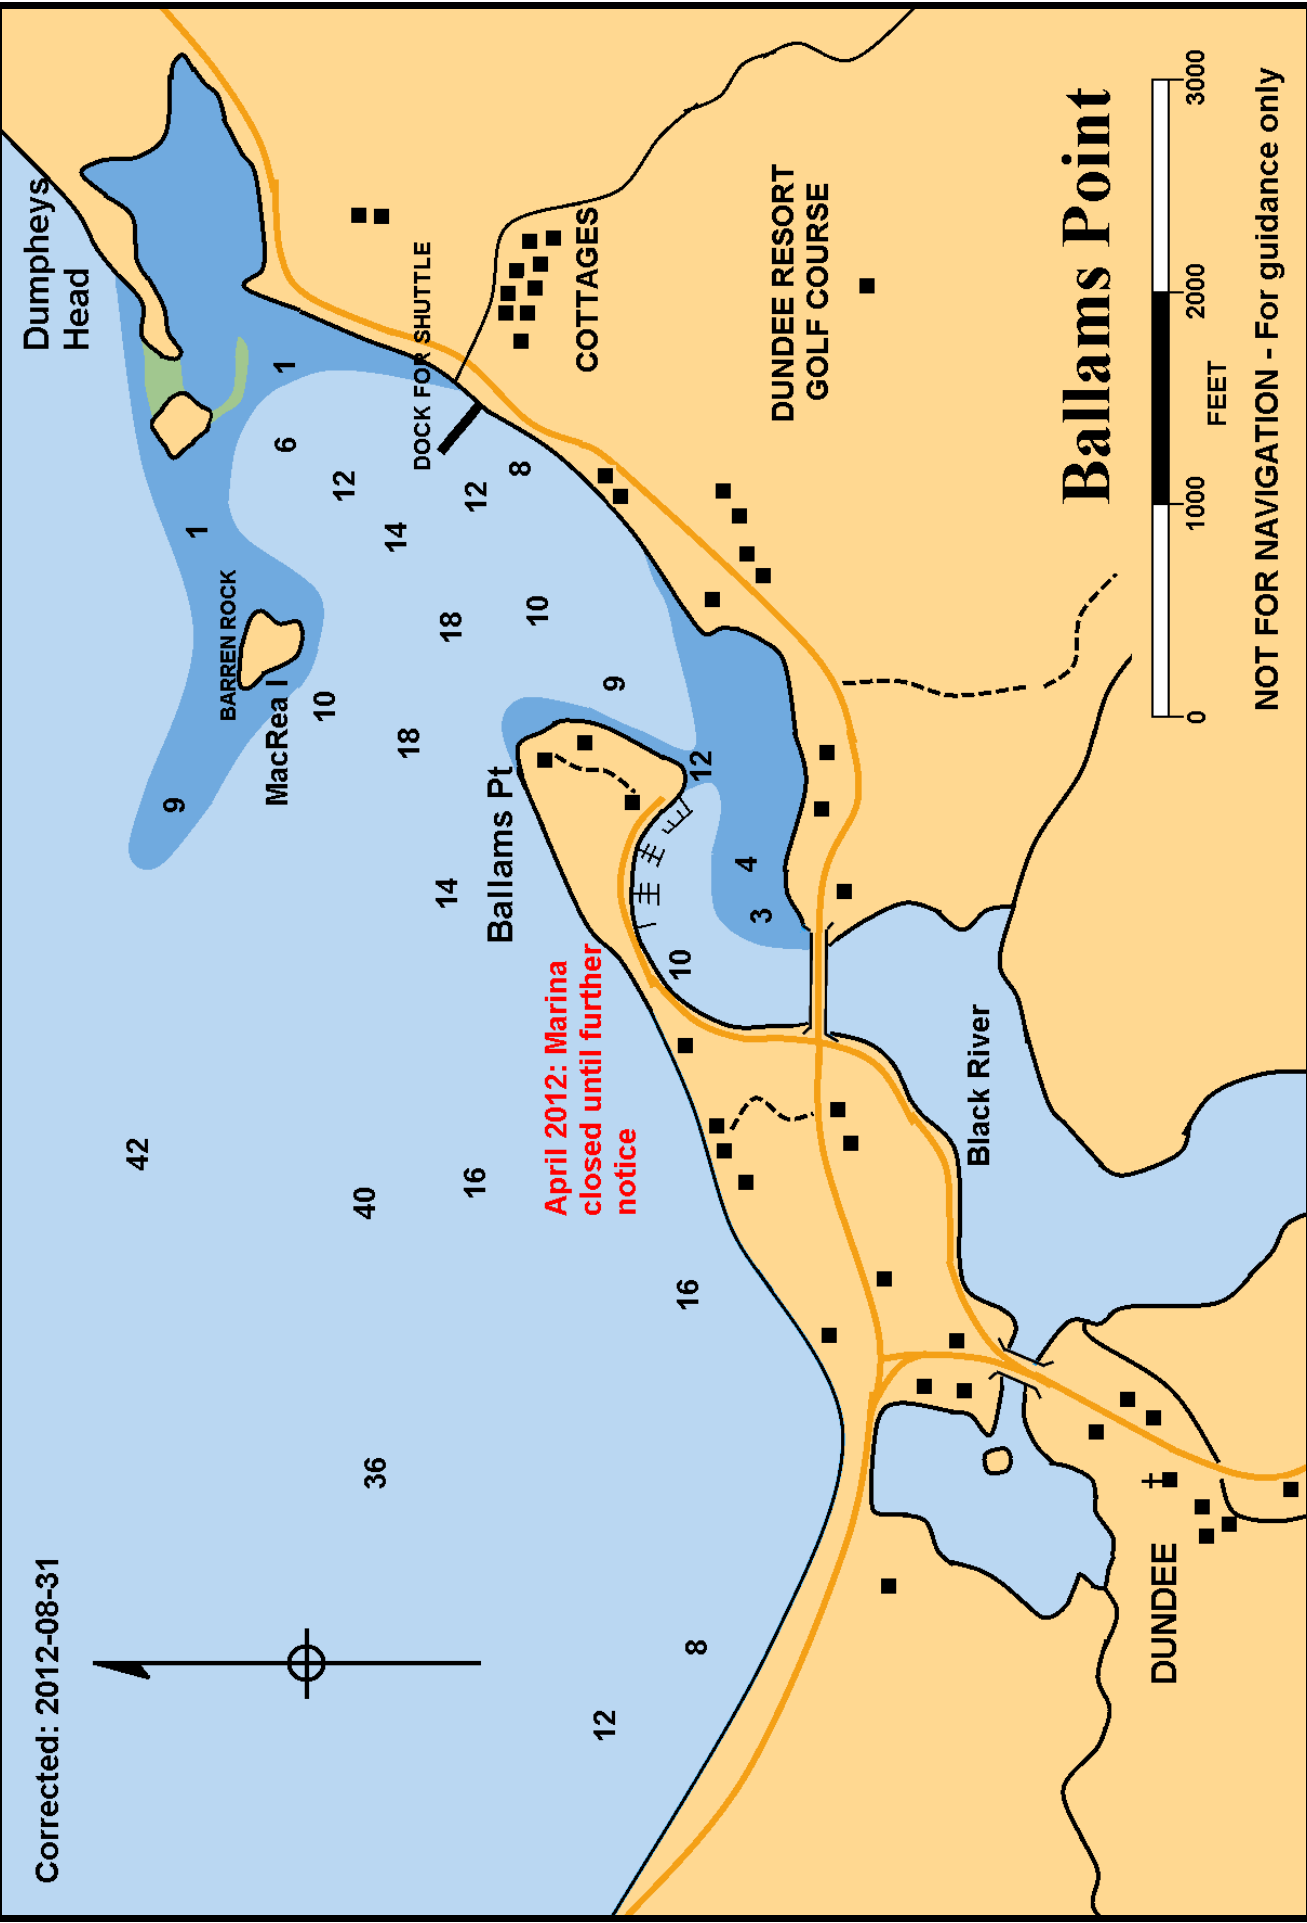 Corrected: 2012-08-31
Dumpheys
Head
42
9
1
BARREN ROCK
MacRea I
6
1
10
12
40
36
14
18
DOCK FOR SHUTTLE
14
18
16
12
Ballams Pt
8
10
April 2012: Marina
closed until further
notice
COTTAGES
12
9
8
16
10
12
3
4
DUNDEE RESORT
GOLF COURSE
Black River
Ballams Point
DUNDEE
0 1000 2000 3000
FEET
NOT FOR NAVIGATION - For guidance only